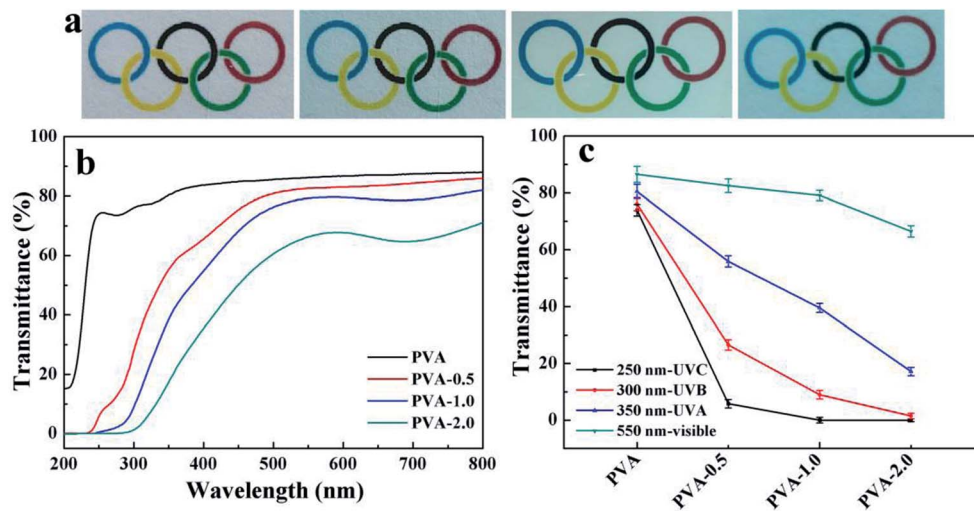 a
b
c
Transmittance (%)
100
80
60
40
20
0
200 300 400 500 600 700 800
Wavelength (nm)
PVA
PVA-0.5
PVA-1.0
PVA-2.0
Transmittance (%)
100
80
60
40
20
0
250 nm-UVC
300 nm-UVB
350 nm-UVA
550 nm-visible
PVA
PVA-0.5
PVA-1.0
PVA-2.0